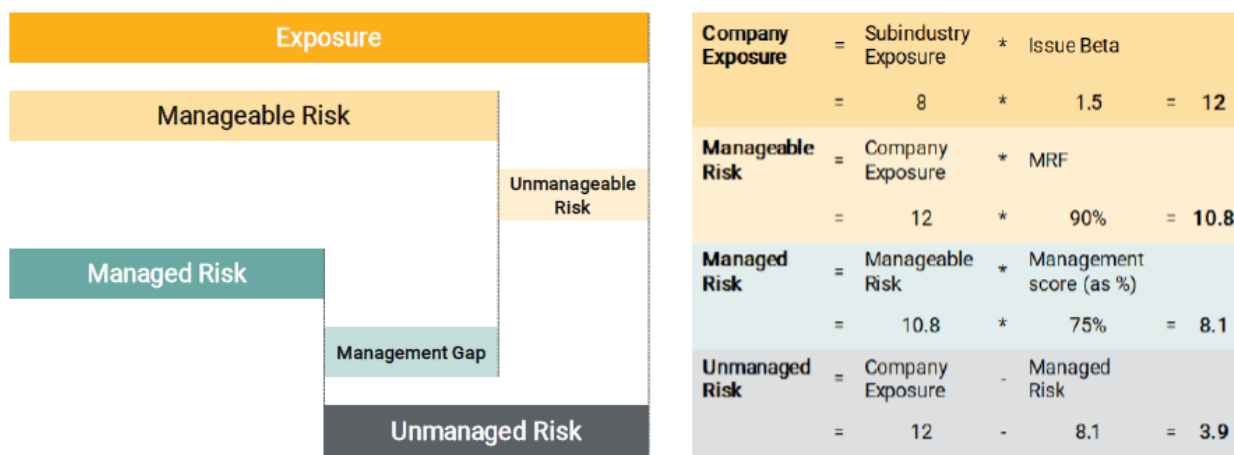 Exposure
Manageable Risk
Unmanageable
Risk
Managed Risk
Management Gap
Unmanaged Risk
Company Exposure = Subindustry Exposure * Issue Beta
= 8 * 1.5 = 12
Manageable Risk = Company Exposure * MRF
= 12 * 90% = 10.8
Managed Risk = Manageable Risk * Management score (as %)
= 10.8 * 75% = 8.1
Unmanaged Risk = Company Exposure - Managed Risk
= 12 - 8.1 = 3.9